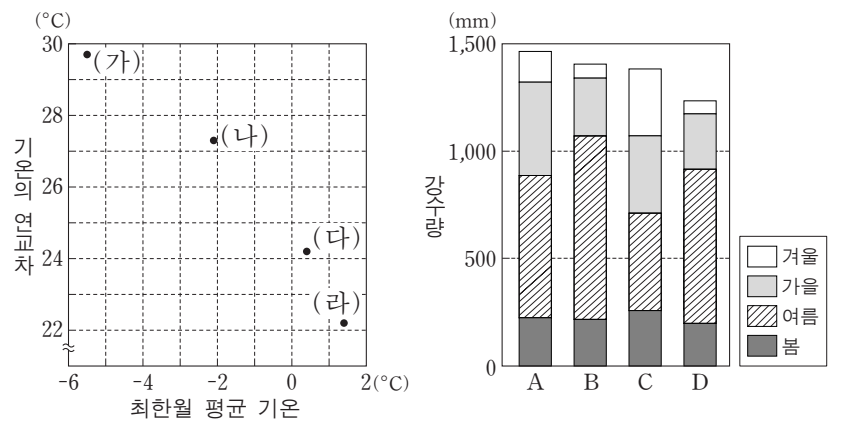 (°C)
30
28
26
24
22
기온의 연교차
(가)
(나)
(다)
(라)
-6 -4 -2 0 2(°C)
최한월 평균 기온
(mm)
1,500
1,000
500
0
강수량
A B C D
겨울
가을
여름
봄